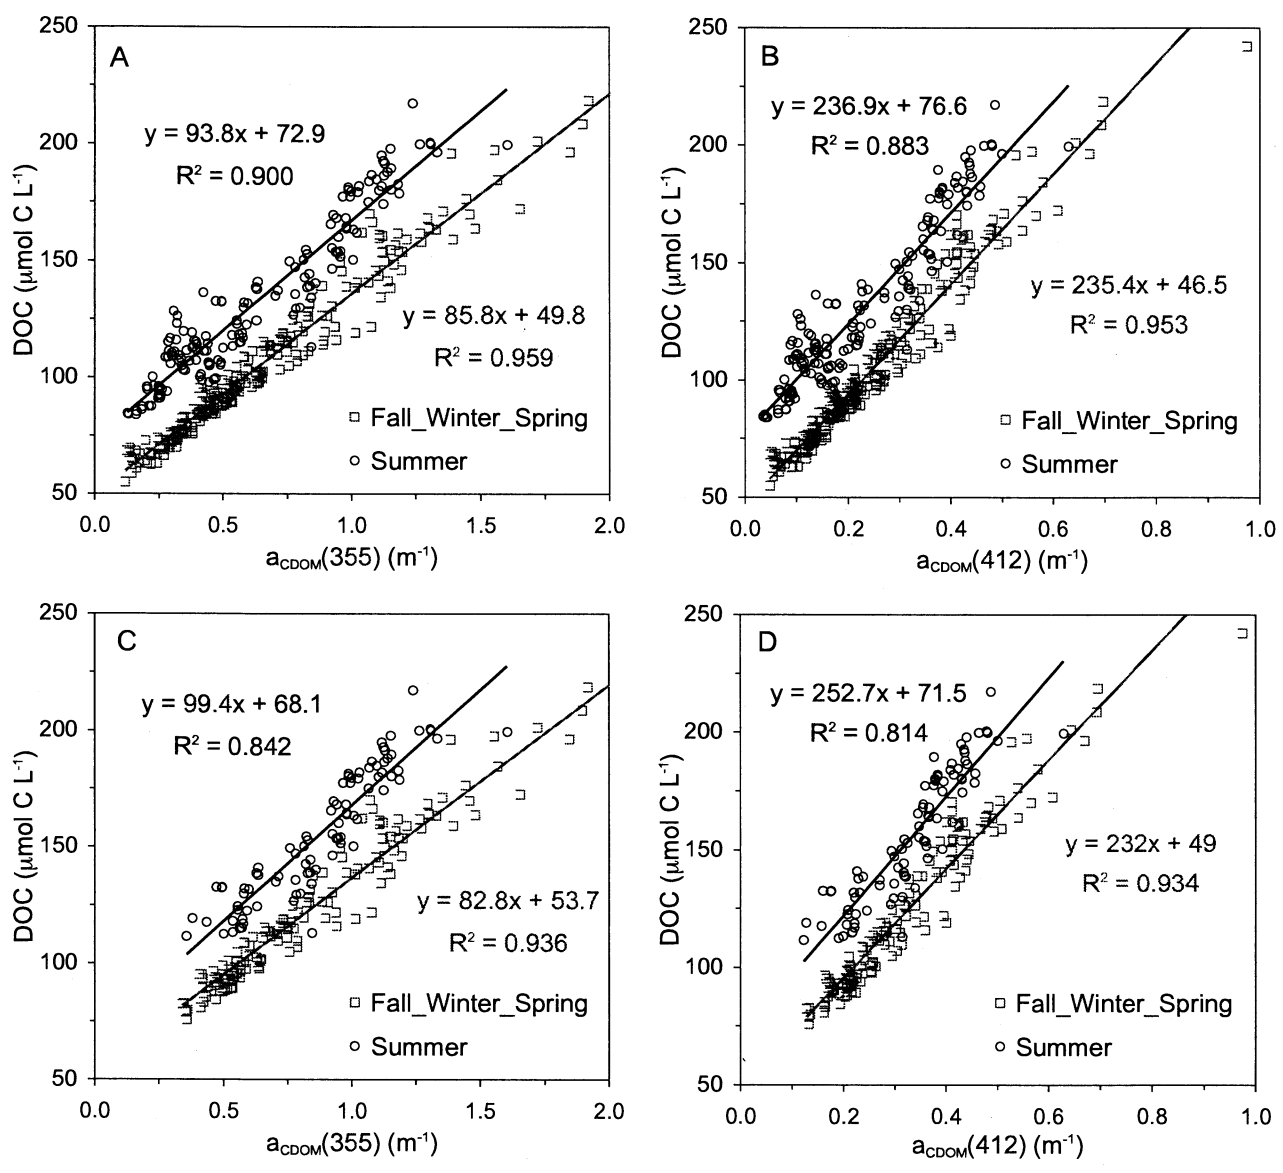 A
y = 93.8x + 72.9
R² = 0.900
y = 85.8x + 49.8
R² = 0.959
Fall_Winter_Spring
Summer
DOC (µmol C L⁻¹)
250
200
150
100
50
0.0 0.5 1.0 1.5 2.0
aCDOM(355) (m⁻¹)
B
y = 236.9x + 76.6
R² = 0.883
y = 235.4x + 46.5
R² = 0.953
Fall_Winter_Spring
Summer
DOC (µmol C L⁻¹)
250
200
150
100
50
0.0 0.2 0.4 0.6 0.8 1.0
aCDOM(412) (m⁻¹)
C
y = 99.4x + 68.1
R² = 0.842
y = 82.8x + 53.7
R² = 0.936
Fall_Winter_Spring
Summer
DOC (µmol C L⁻¹)
250
200
150
100
50
0.0 0.5 1.0 1.5 2.0
aCDOM(355) (m⁻¹)
D
y = 252.7x + 71.5
R² = 0.814
y = 232x + 49
R² = 0.934
Fall_Winter_Spring
Summer
DOC (µmol C L⁻¹)
250
200
150
100
50
0.0 0.2 0.4 0.6 0.8 1.0
aCDOM(412) (m⁻¹)